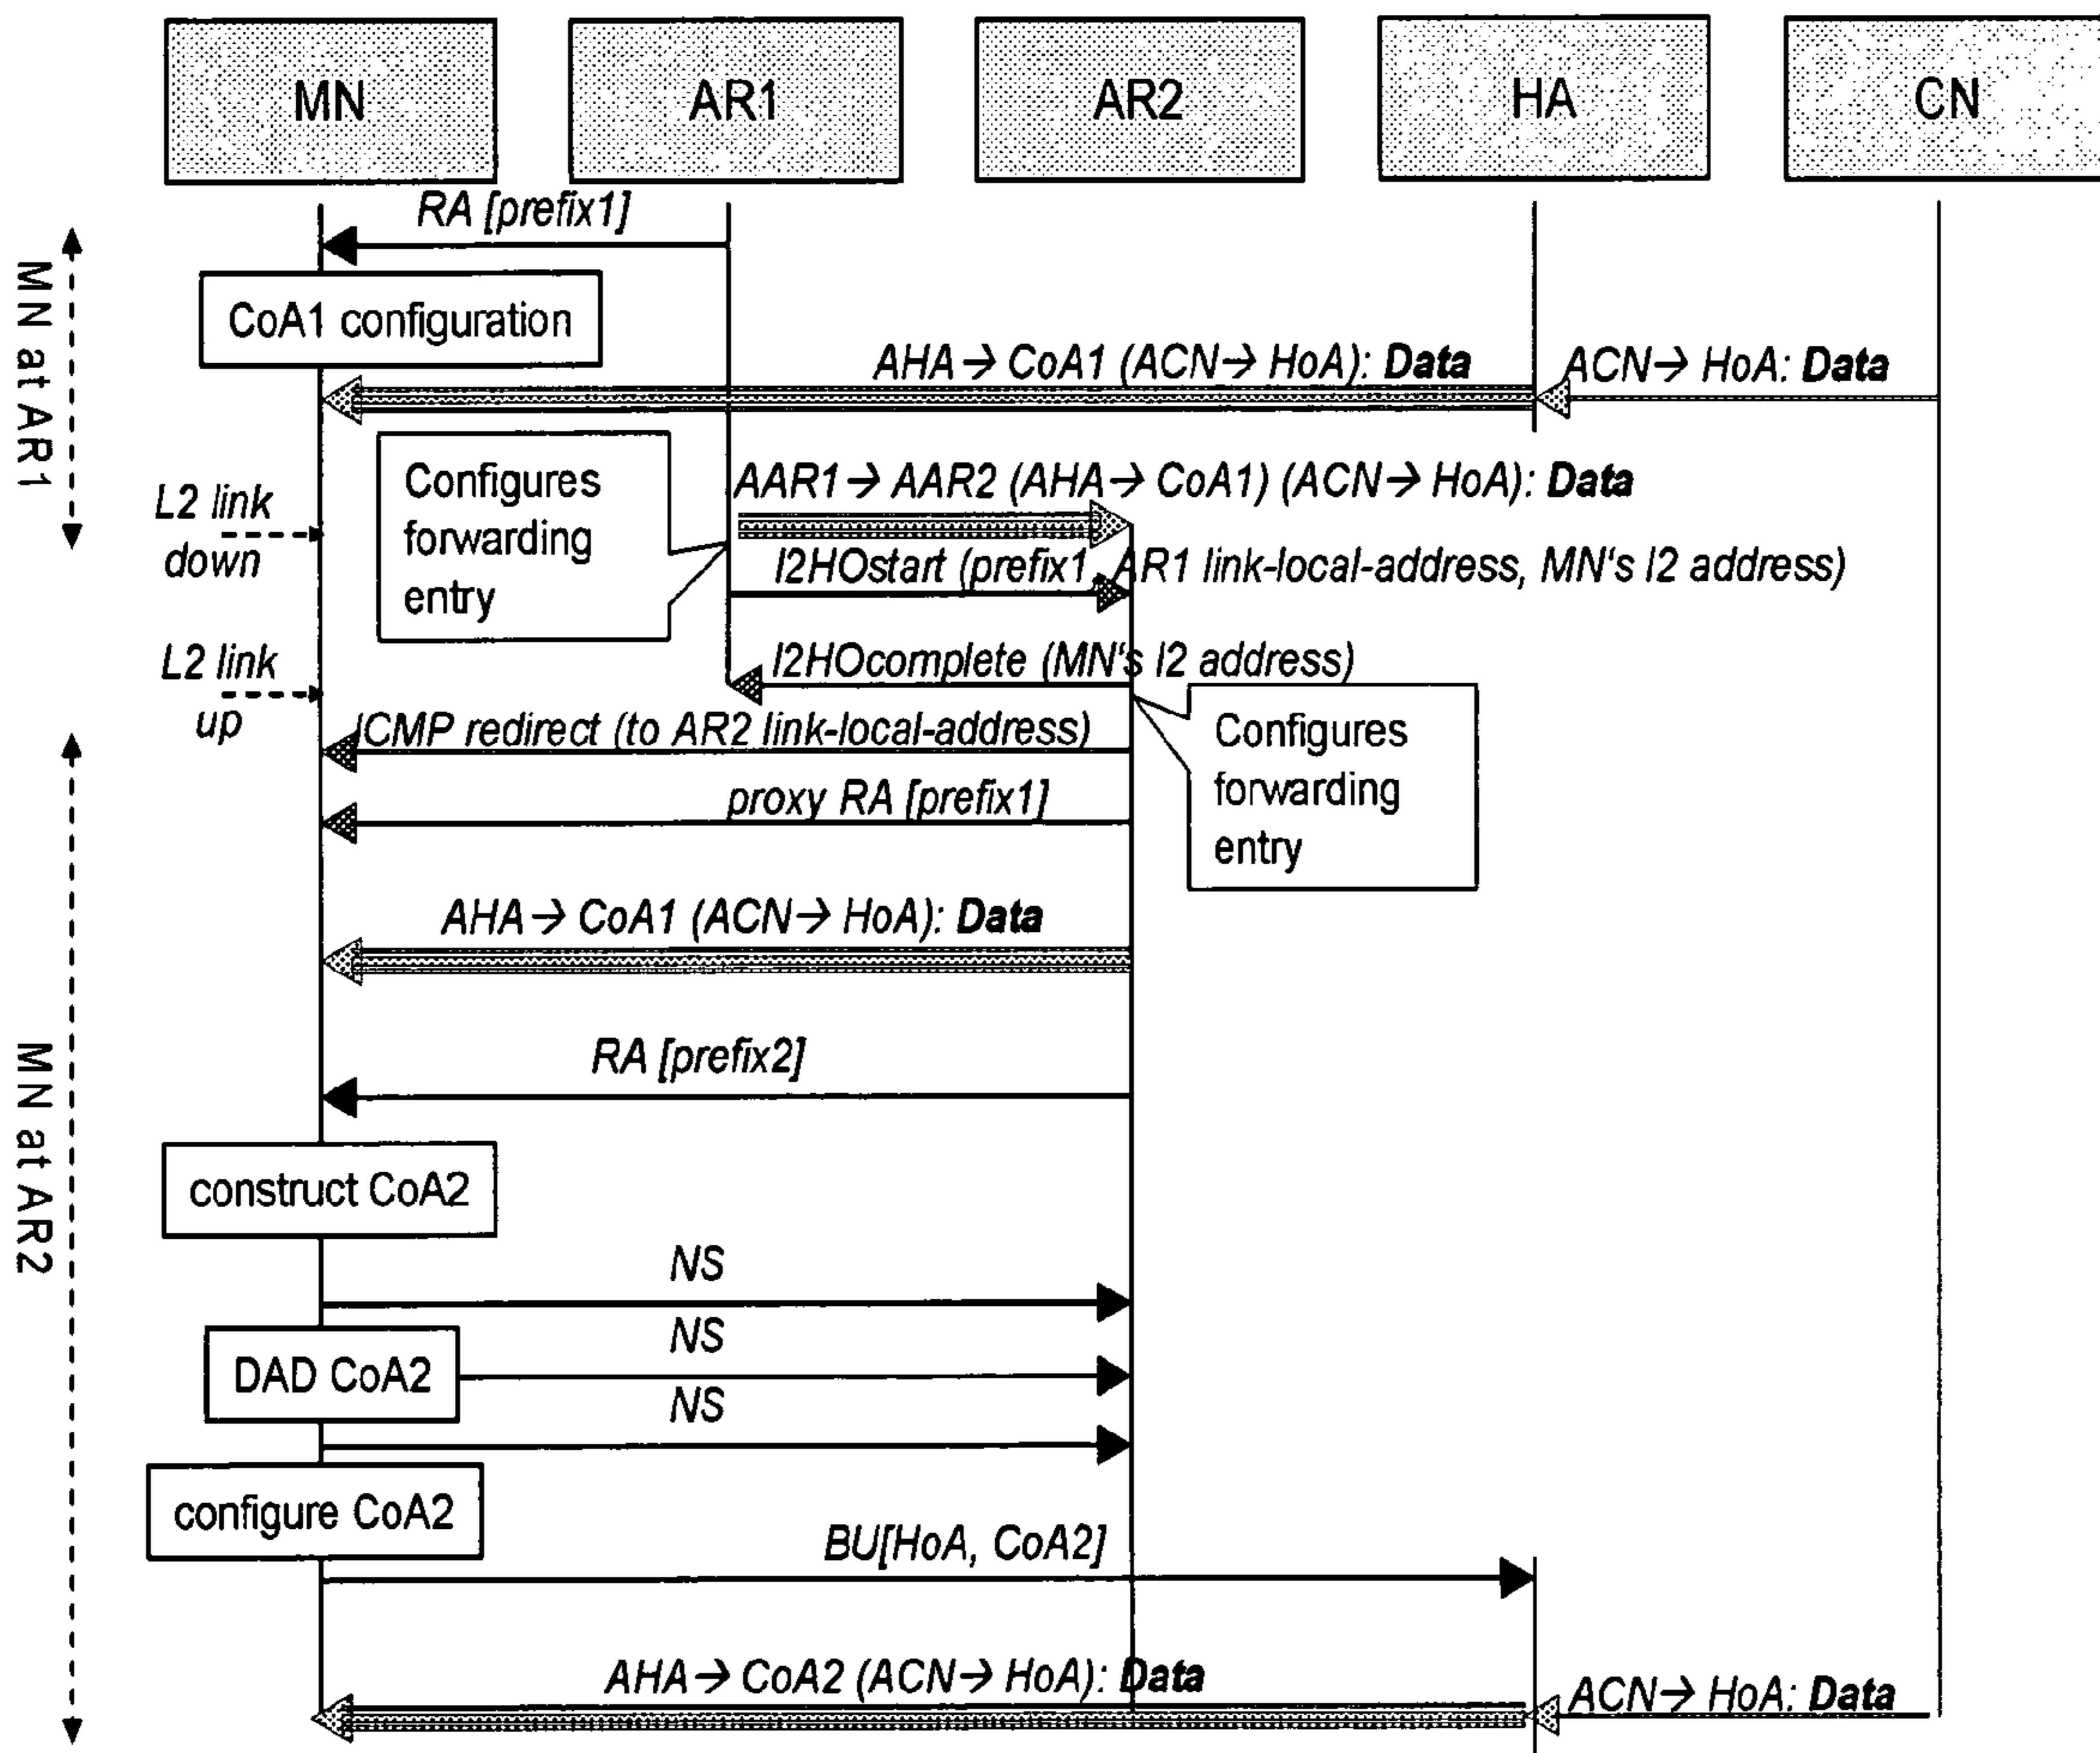 MN
AR1
AR2
HA
CN
RA [prefix1]
MN at AR1
CoA1 configuration
AHA→ CoA1 (ACN→ HoA): Data
ACN→ HoA: Data
Configures
forwarding
entry
AAR1→ AAR2 (AHA→ CoA1) (ACN→ HoA): Data
L2 link
down
l2HOstart (prefix1, AR1 link-local-address, MN's l2 address)
L2 link
up
l2HOcomplete (MN's l2 address)
ICMP redirect (to AR2 link-local-address)
Configures
forwarding
entry
proxy RA [prefix1]
AHA→ CoA1 (ACN→ HoA): Data
MN at AR2
RA [prefix2]
construct CoA2
NS
NS
DAD CoA2
NS
configure CoA2
BU[HoA, CoA2]
AHA→ CoA2 (ACN→ HoA): Data
ACN→ HoA: Data